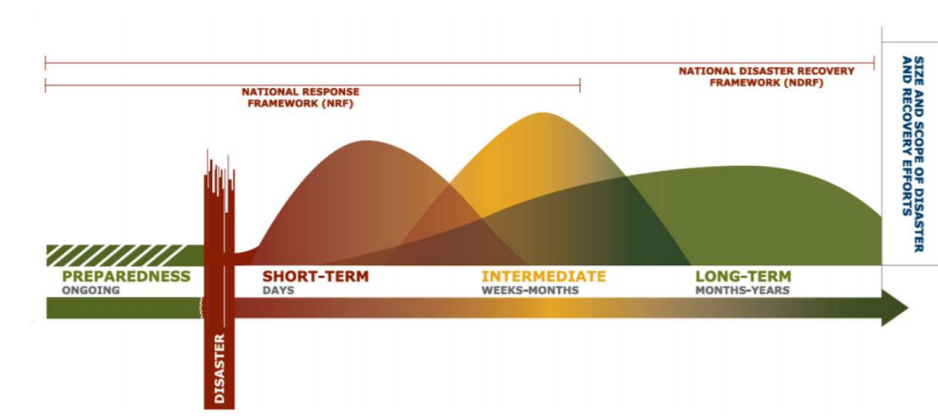 NATIONAL DISASTER RECOVERY
FRAMEWORK (NDRF)
NATIONAL RESPONSE
FRAMEWORK (NRF)
SIZE AND SCOPE OF DISASTER
AND RECOVERY EFFORTS
PREPAREDNESS
ONGOING
SHORT-TERM
DAYS
INTERMEDIATE
WEEKS-MONTHS
LONG-TERM
MONTHS-YEARS
DISASTER